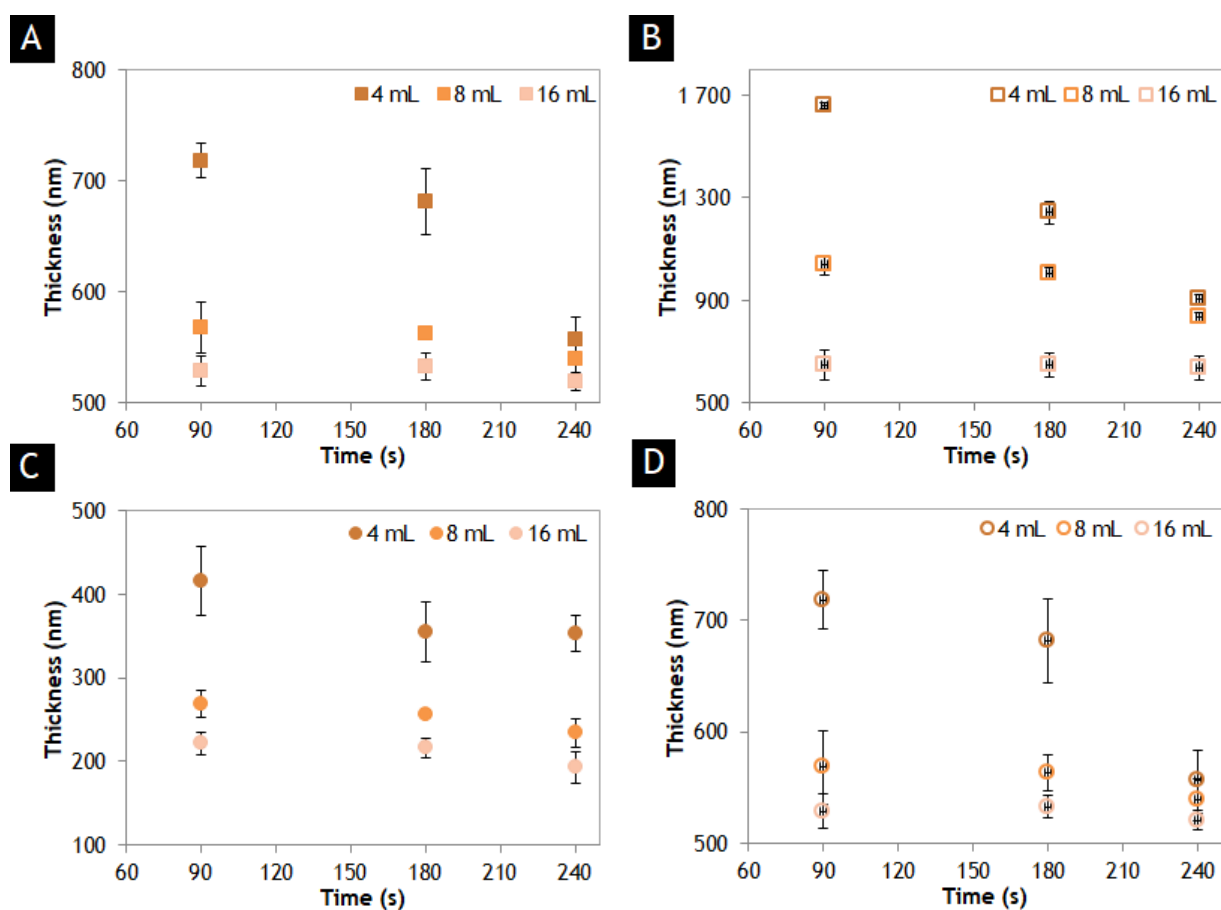 A
800
700
600
500
Thickness (nm)
4 mL 8 mL 16 mL
60 90 120 150 180 210 240
Time (s)
B
1 700
1 300
900
500
Thickness (nm)
4 mL 8 mL 16 mL
60 90 120 150 180 210 240
Time (s)
C
500
400
300
200
100
Thickness (nm)
4 mL 8 mL 16 mL
60 90 120 150 180 210 240
Time (s)
D
800
700
600
500
Thickness (nm)
4 mL 8 mL 16 mL
60 90 120 150 180 210 240
Time (s)